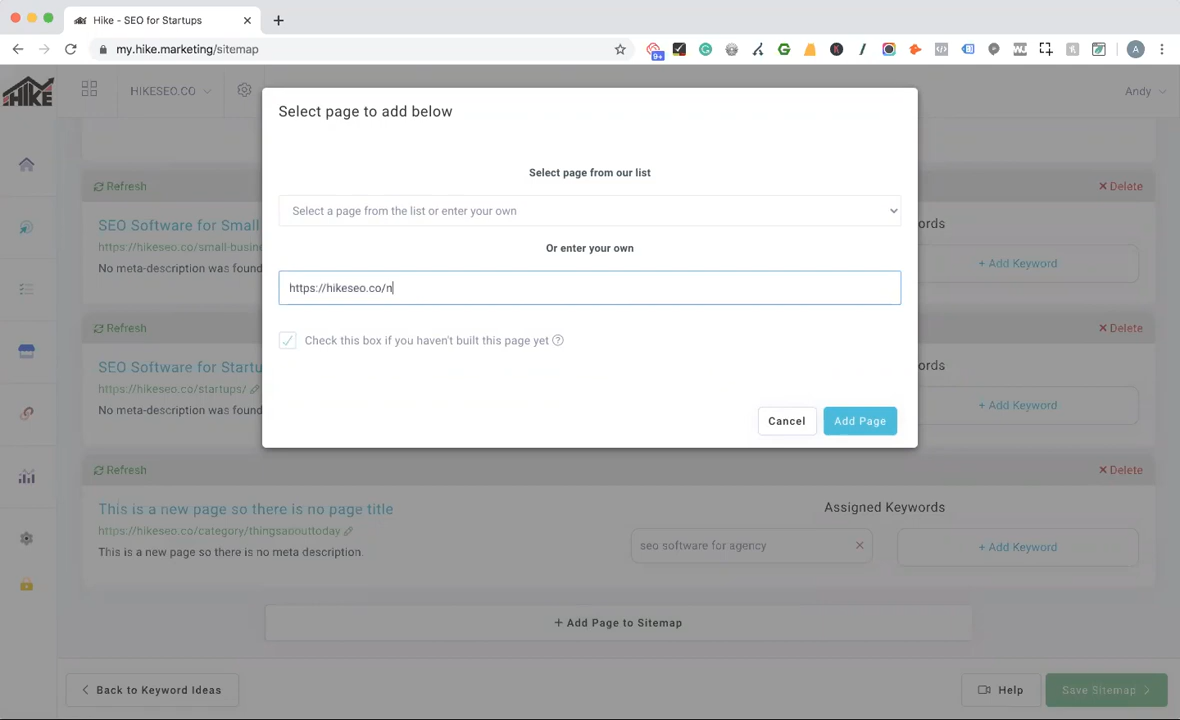 Hike - SEO for Startups
my.hike.marketing/sitemap
9+
A
HIKE
HIKESEO.CO
Andy
Select page to add below
Select page from our list
Select a page from the list or enter your own
Or enter your own
https://hikeseo.co/n
Check this box if you haven't built this page yet
Cancel
Add Page
Refresh
Delete
SEO Software for Small
https://hikeseo.co/small-busin
No meta-description was found
ords
+ Add Keyword
Refresh
Delete
SEO Software for Startu
https://hikeseo.co/startups/
No meta-description was found
ords
+ Add Keyword
Refresh
Delete
This is a new page so there is no page title
https://hikeseo.co/category/thingsabouttoday
This is a new page so there is no meta description.
Assigned Keywords
seo software for agency
+ Add Keyword
+ Add Page to Sitemap
Back to Keyword Ideas
Help
Save Sitemap